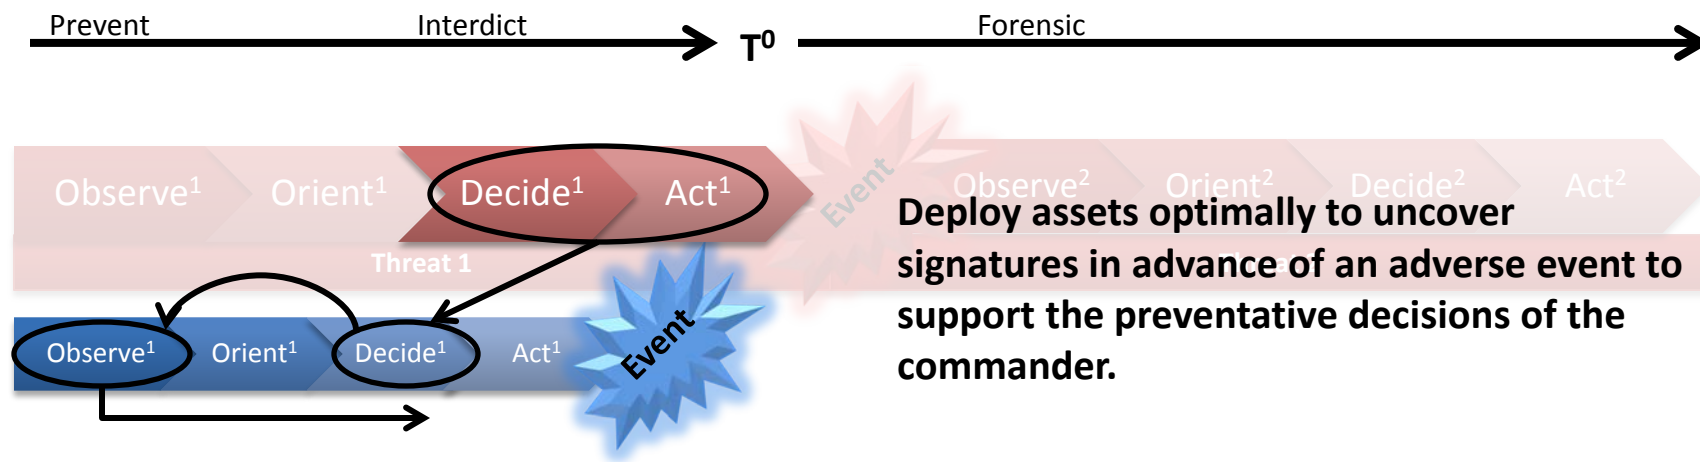 Prevent
Interdict
T⁰
Forensic
Observe¹
Orient¹
Decide¹
Act¹
Event
Observe²
Orient²
Decide²
Act²
Threat 1
Deploy assets optimally to uncover
signatures in advance of an adverse event to
support the preventative decisions of the
commander.
Observe¹
Orient¹
Decide¹
Act¹
Event